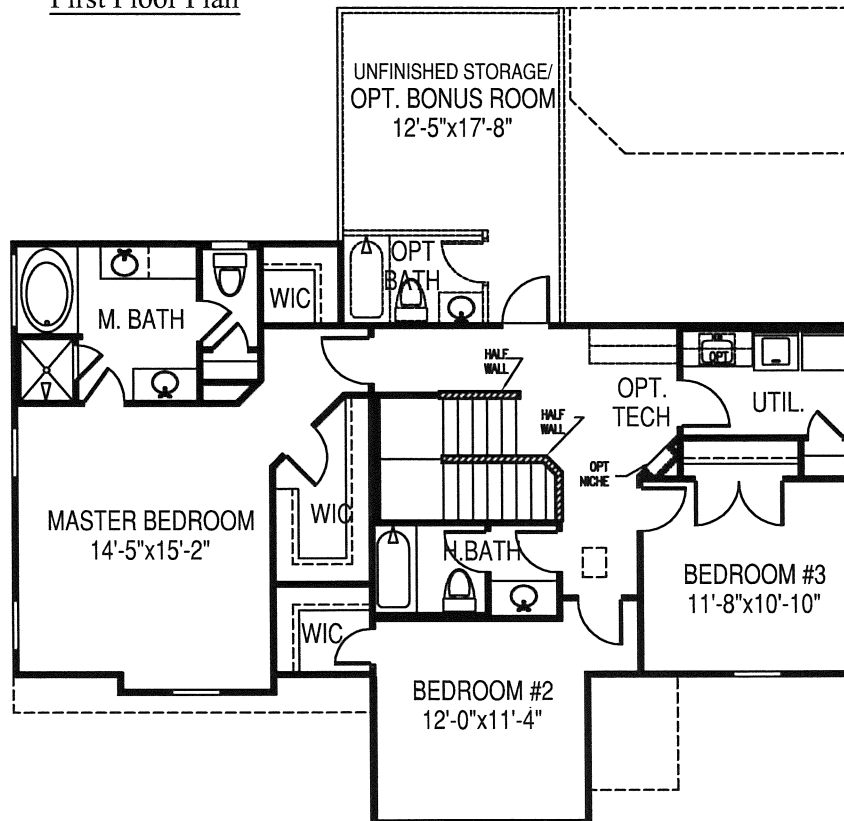 First Floor Plan
UNFINISHED STORAGE/
OPT. BONUS ROOM
12'-5"x17'-8"
OPT
BATH
WIC
M. BATH
HALF
WALL
OPT
OPT.
TECH
UTIL.
HALF
WALL
OPT
NICHE
WIC
MASTER BEDROOM
14'-5"x15'-2"
H.BATH
BEDROOM #3
11'-8"x10'-10"
WIC
BEDROOM #2
12'-0"x11'-4"